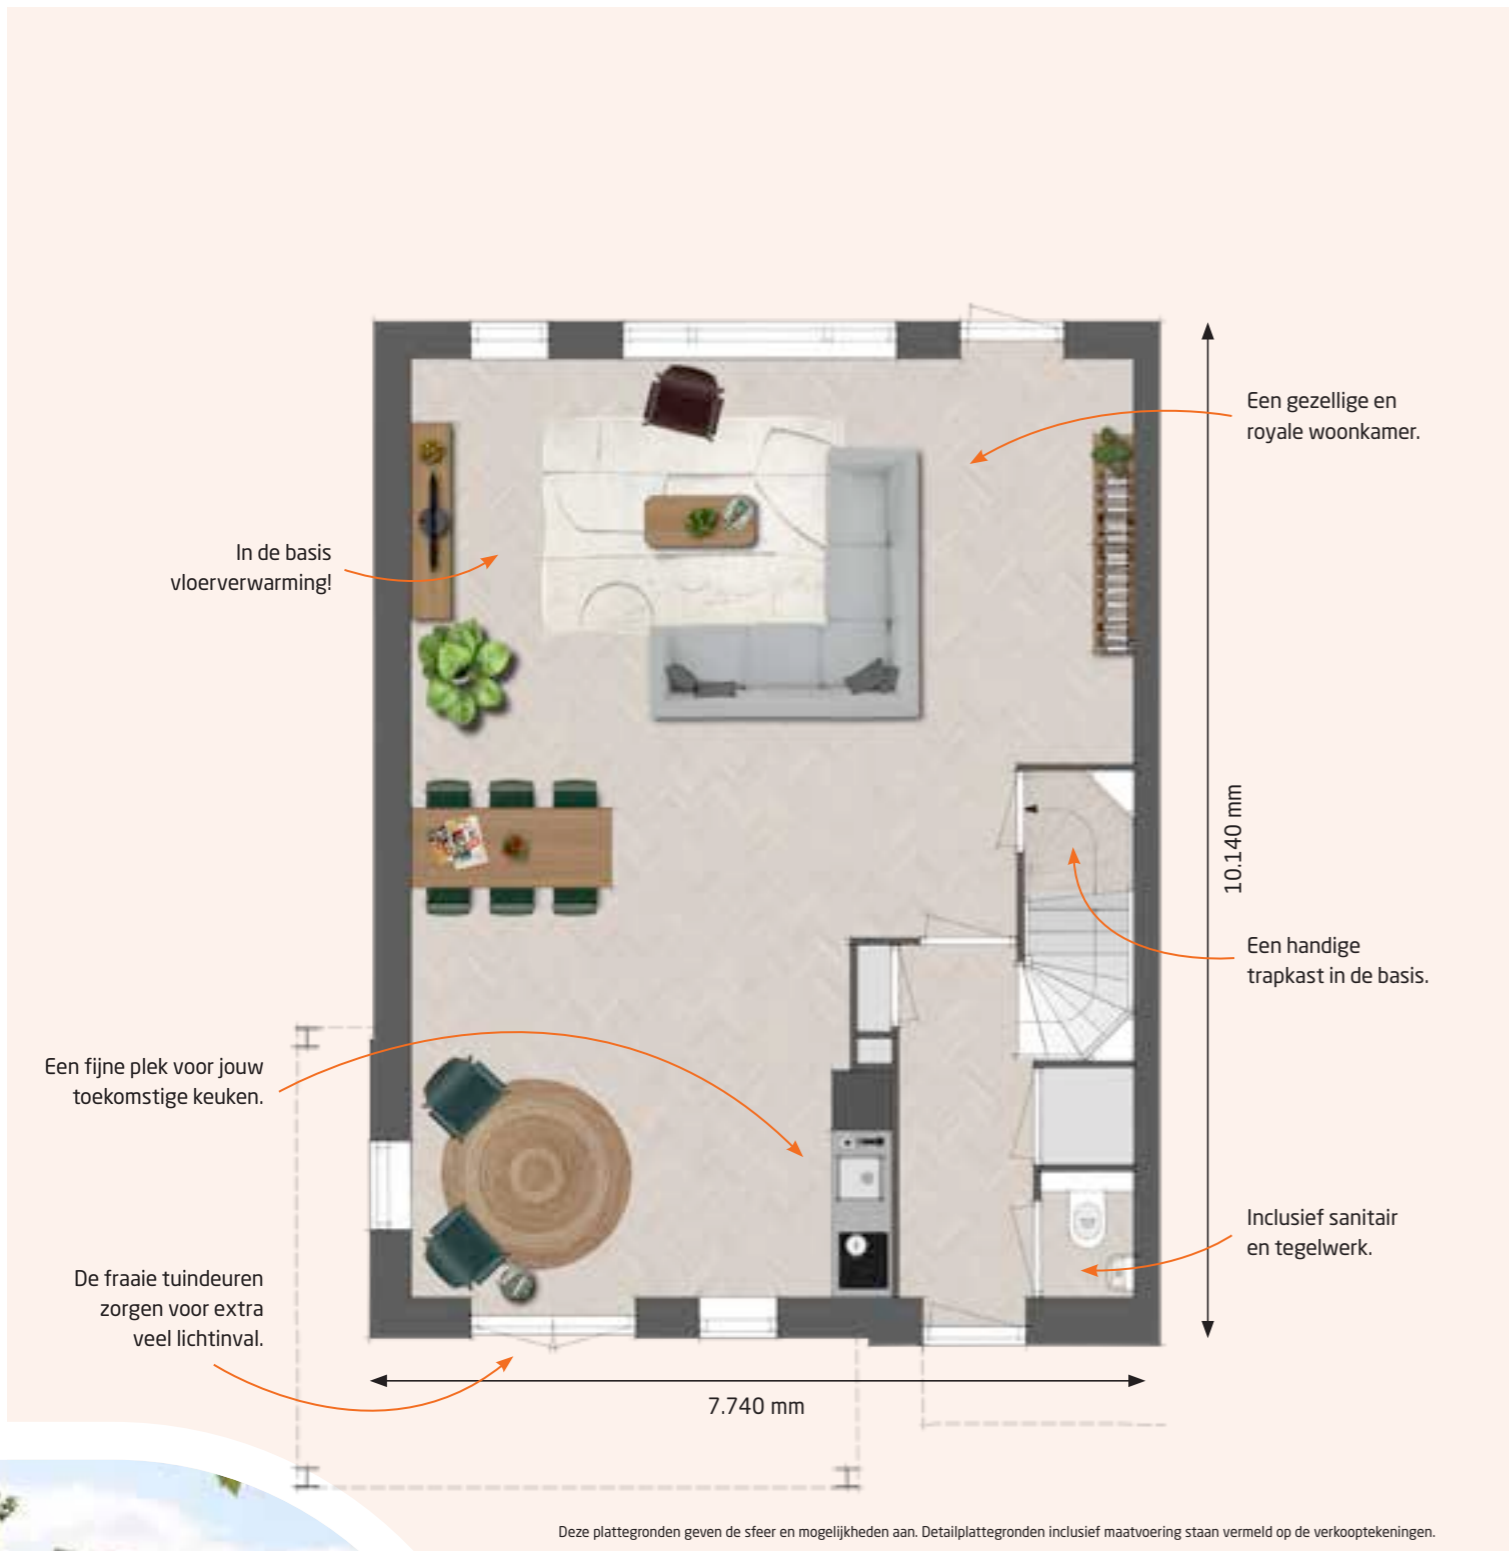 Een gezellige en
royale woonkamer.
In de basis
vloerverwarming!
10.140 mm
Een handige
trapkast in de basis.
Een fijne plek voor jouw
toekomstige keuken.
Inclusief sanitair
en tegelwerk.
De fraaie tuindeuren
zorgen voor extra
veel lichtinval.
7.740 mm
Deze plattegronden geven de sfeer en mogelijkheden aan. Detailplattegronden inclusief maatvoering staan vermeld op de verkooptekeningen.